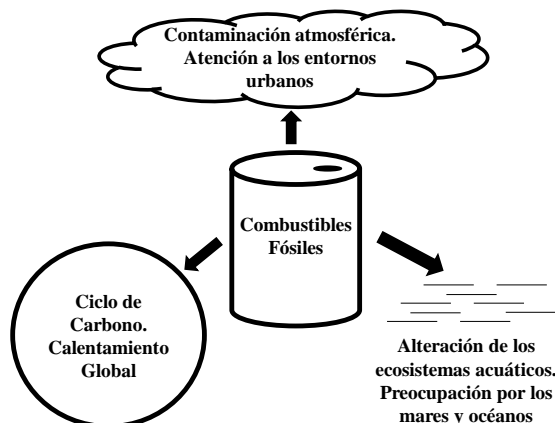 Contaminación atmosférica.
Atención a los entornos
urbanos
Combustibles
Fósiles
Ciclo de
Carbono.
Calentamiento
Global
Alteración de los
ecosistemas acuáticos.
Preocupación por los
mares y océanos